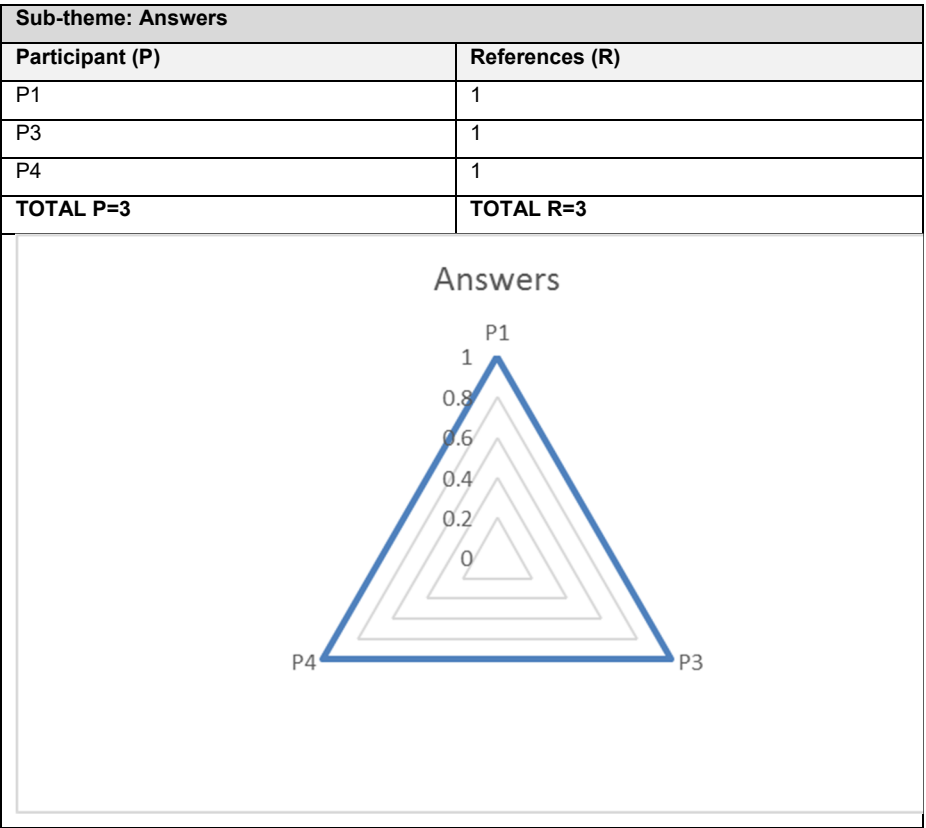 Sub-theme: Answers
Participant (P) References (R)
P1 1
P3 1
P4 1
TOTAL P=3 TOTAL R=3
Answers
P1
1
0.8
0.6
0.4
0.2
0
P4 P3